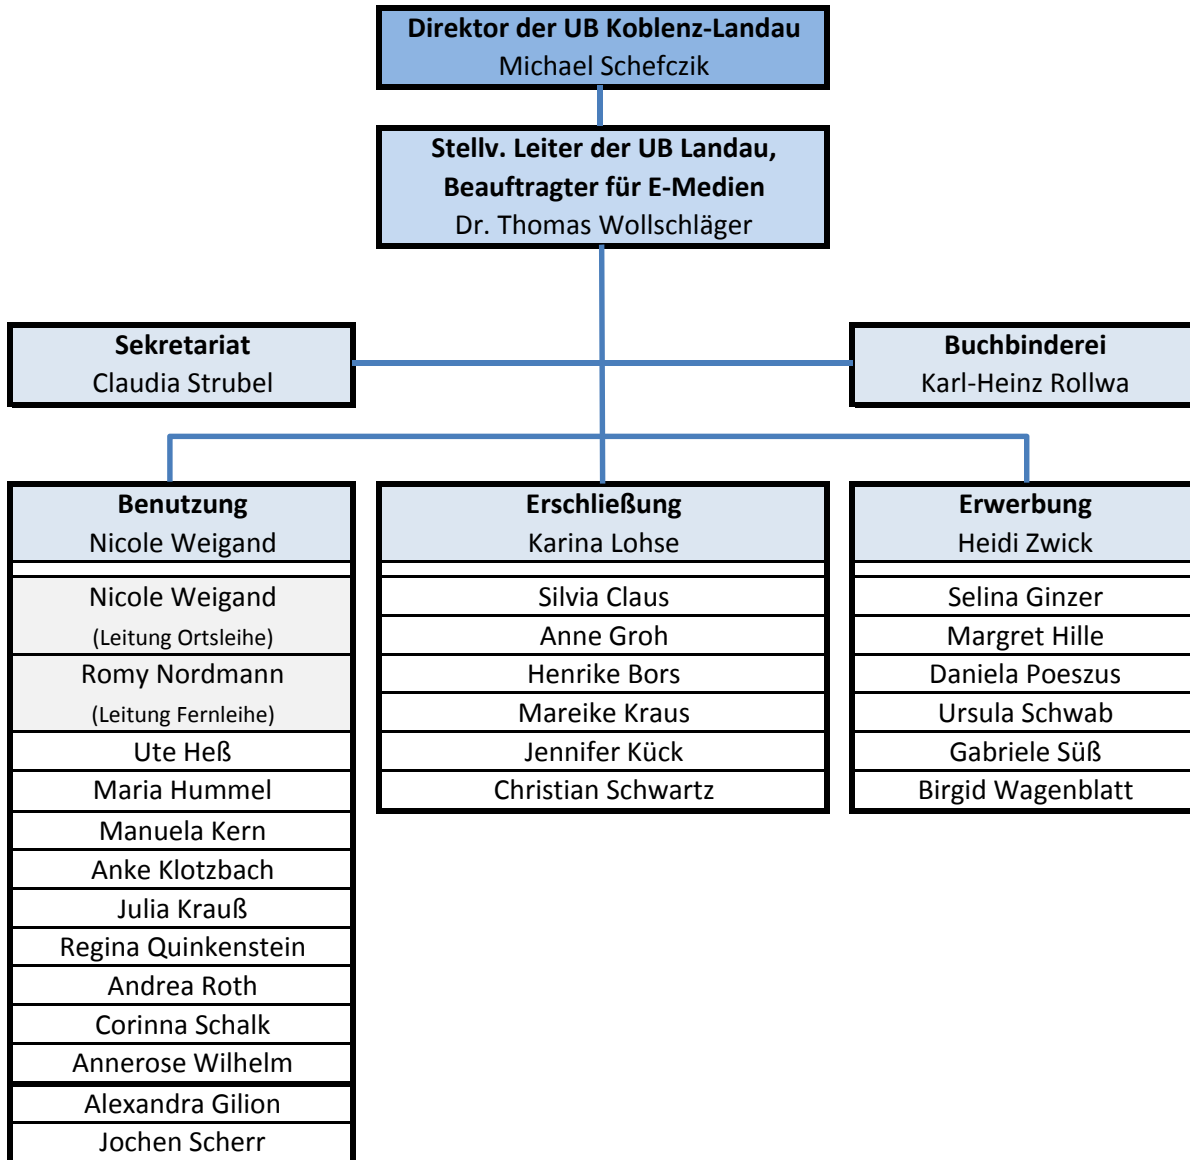 Direktor der UB Koblenz-Landau
Michael Schefczik
Stellv. Leiter der UB Landau,
Beauftragter für E-Medien
Dr. Thomas Wollschläger
Sekretariat
Claudia Strubel
Buchbinderei
Karl-Heinz Rollwa
Benutzung
Nicole Weigand
Nicole Weigand
(Leitung Ortsleihe)
Romy Nordmann
(Leitung Fernleihe)
Ute Heß
Maria Hummel
Manuela Kern
Anke Klotzbach
Julia Krauß
Regina Quinkenstein
Andrea Roth
Corinna Schalk
Annerose Wilhelm
Alexandra Gilion
Jochen Scherr
Erschließung
Karina Lohse
Silvia Claus
Anne Groh
Henrike Bors
Mareike Kraus
Jennifer Kück
Christian Schwartz
Erwerbung
Heidi Zwick
Selina Ginzer
Margret Hille
Daniela Poeszus
Ursula Schwab
Gabriele Süß
Birgid Wagenblatt